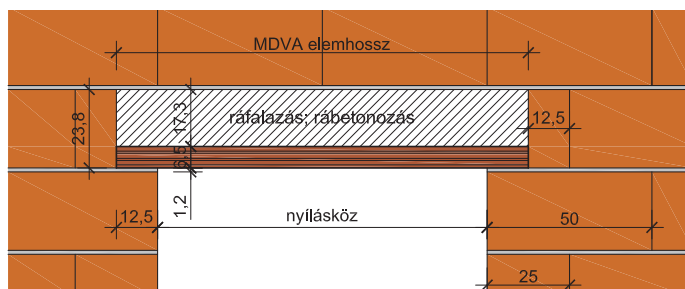 MDVA elemhossz
23,8
17,3
ráfalazás; rábetonozás
12,5
6,5
1,2
12,5
nyílásköz
50
25